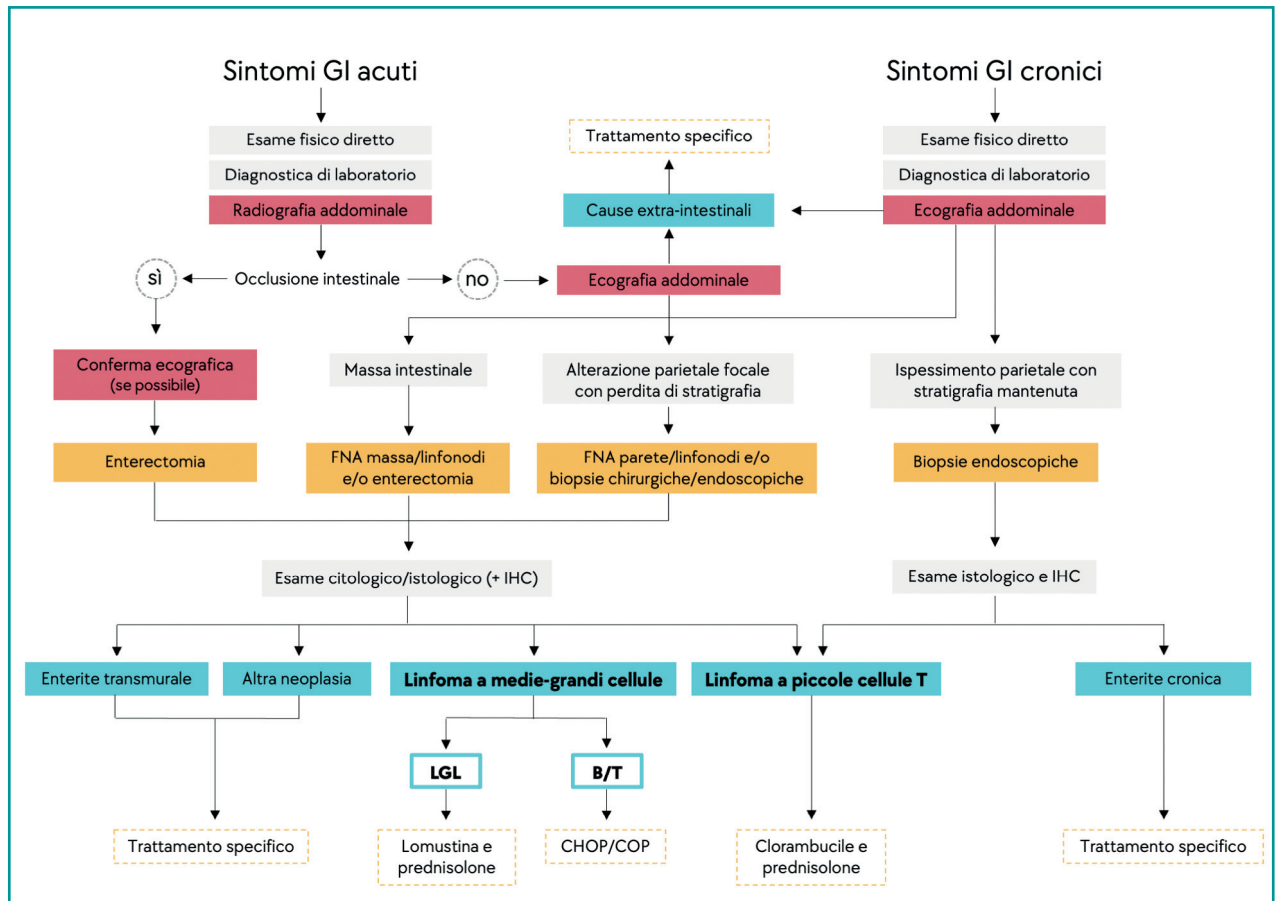 Sintomi GI acuti
Sintomi GI cronici
Esame fisico diretto
Trattamento specifico
Esame fisico diretto
Diagnostica di laboratorio
Diagnostica di laboratorio
Radiografia addominale
Cause extra-intestinali
Ecografia addominale
sì
Occlusione intestinale
no
Ecografia addominale
Conferma ecografica
(se possibile)
Massa intestinale
Alterazione parietale focale
con perdita di stratigrafia
Ispessimento parietale con
stratigrafia mantenuta
Enterectomia
FNA massa/linfonodi
e/o enterectomia
FNA parete/linfonodi e/o
biopsie chirurgiche/endoscopiche
Biopsie endoscopiche
Esame citologico/istologico (+ IHC)
Esame istologico e IHC
Enterite transmurale
Altra neoplasia
Linfoma a medie-grandi cellule
Linfoma a piccole cellule T
Enterite cronica
LGL
B/T
Trattamento specifico
Lomustina e
prednisolone
CHOP/COP
Clorambucile e
prednisolone
Trattamento specifico